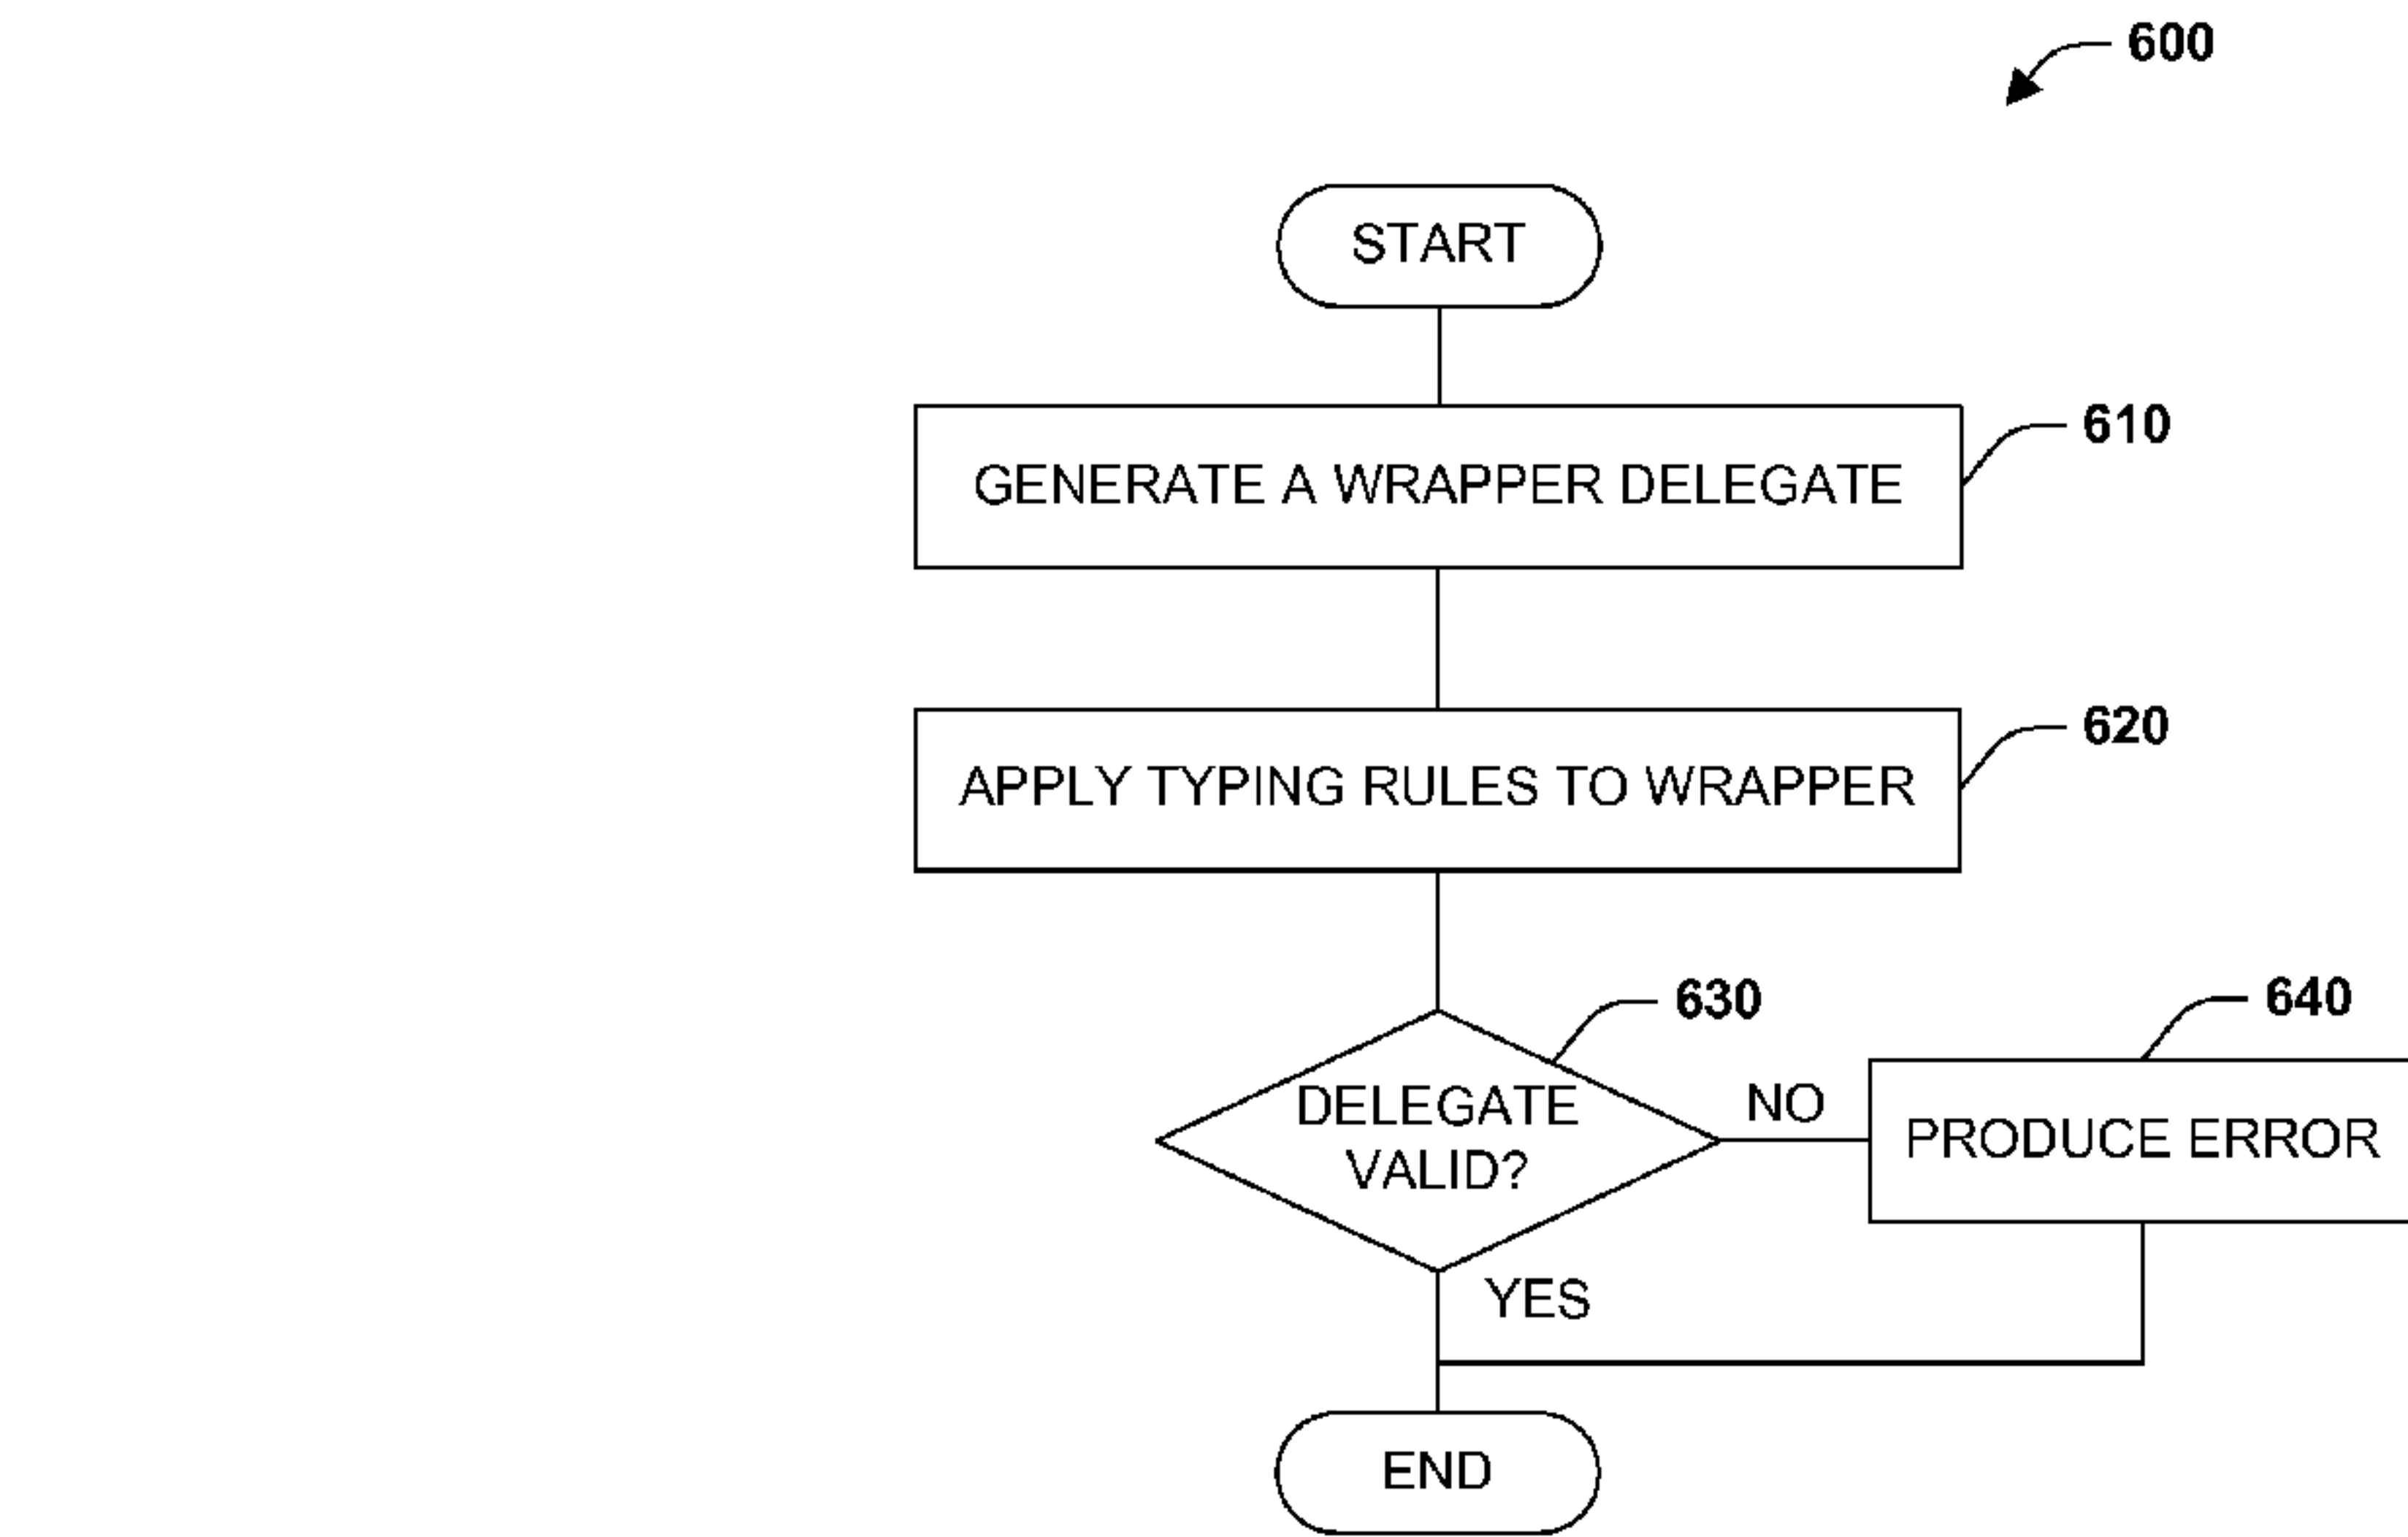 600
START
GENERATE A WRAPPER DELEGATE
610
APPLY TYPING RULES TO WRAPPER
620
630
640
DELEGATE
VALID?
NO
PRODUCE ERROR
YES
END